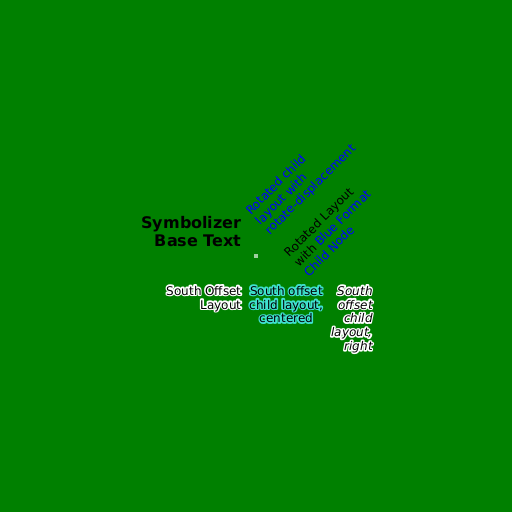 Rotated child
layout with
rotate-displacement
Rotated Layout
with Blue Format
Child Node
Symbolizer
Base Text
South Offset
Layout
South offset
child layout,
centered
South
offset
child
layout,
right